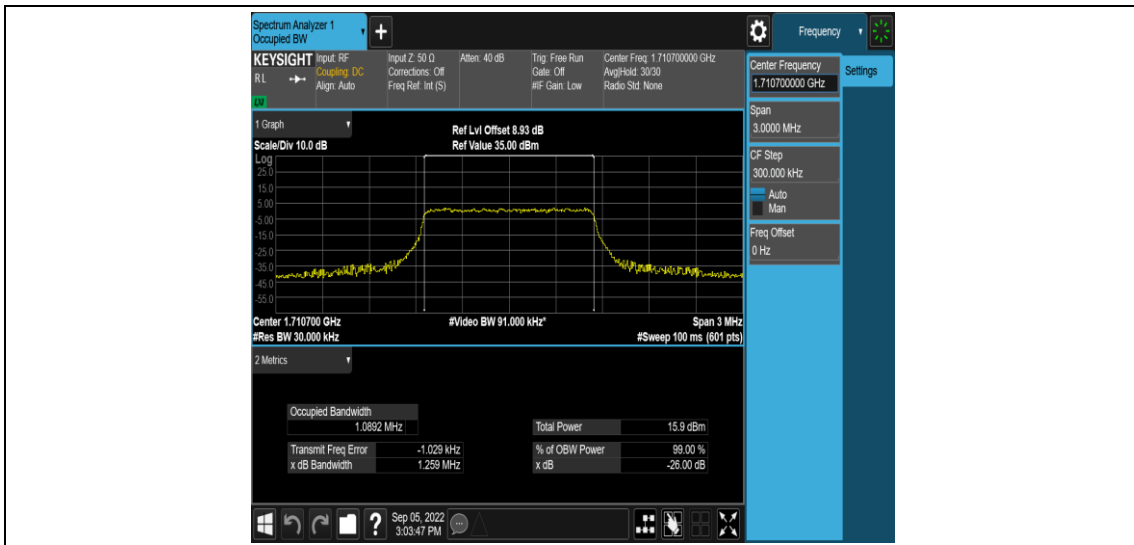 Spectrum Analyzer 1
Occupied BW
+
Frequency
KEYSIGHT
RL
LXI
Input: RF
Coupling: DC
Align: Auto
Input Z: 50 Ω
Corrections: Off
Freq Ref: Int (S)
Atten: 40 dB
Trig: Free Run
Gate: Off
#IF Gain: Low
Center Freq: 1.710700000 GHz
Avg|Hold: 30/30
Radio Std: None
Center Frequency
1.710700000 GHz
Settings
Span
3.0000 MHz
CF Step
300.000 kHz
Auto
Man
Freq Offset
0 Hz
1 Graph
Scale/Div 10.0 dB
Ref Lvl Offset 8.93 dB
Ref Value 35.00 dBm
Log
25.0
15.0
5.00
-5.00
-15.0
-25.0
-35.0
-45.0
-55.0
Center 1.710700 GHz
#Res BW 30.000 kHz
#Video BW 91.000 kHz*
Span 3 MHz
#Sweep 100 ms (601 pts)
2 Metrics
Occupied Bandwidth
1.0892 MHz
Total Power 15.9 dBm
Transmit Freq Error -1.029 kHz
% of OBW Power 99.00 %
x dB Bandwidth 1.259 MHz
x dB -26.00 dB
?
Sep 05, 2022
3:03:47 PM